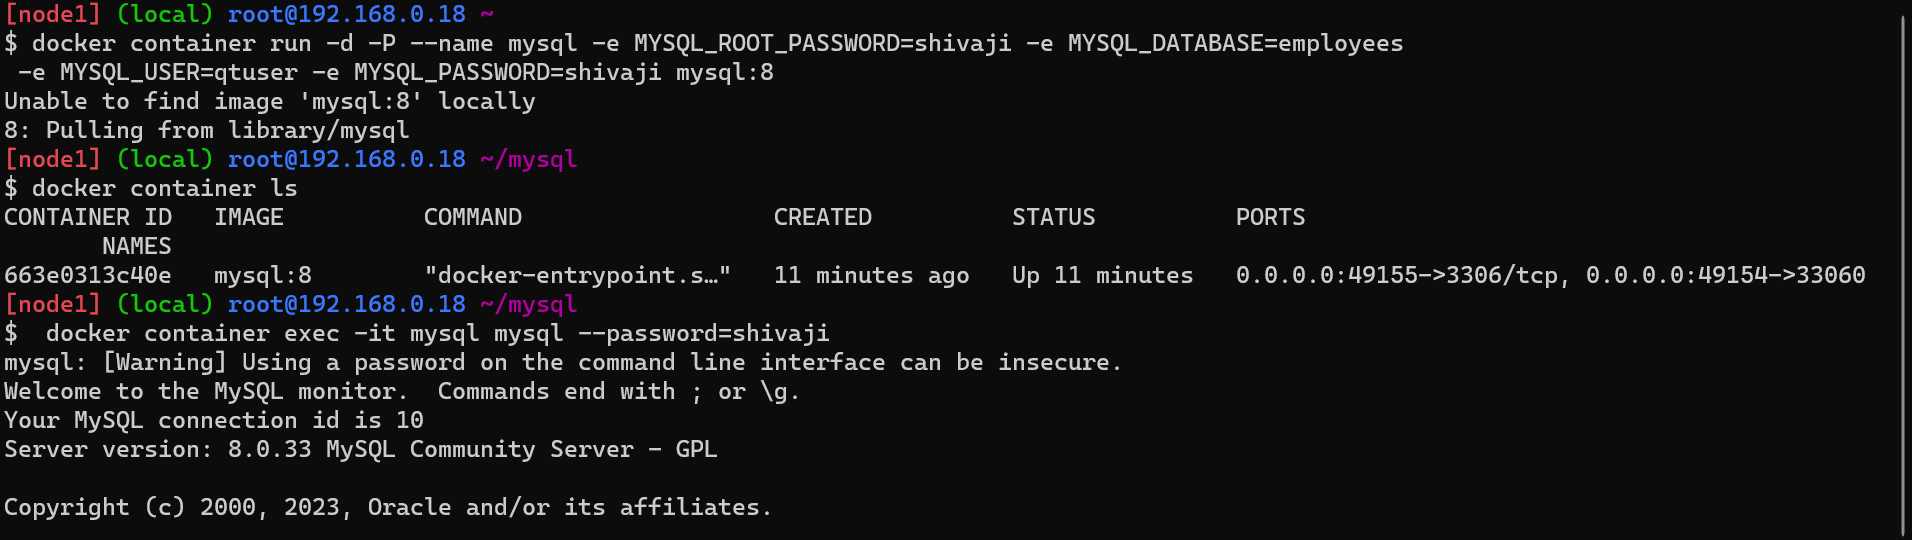 [node1] (local) root@192.168.0.18 ~
$ docker container run -d -P --name mysql -e MYSQL_ROOT_PASSWORD=shivaji -e MYSQL_DATABASE=employees
 -e MYSQL_USER=qtuser -e MYSQL_PASSWORD=shivaji mysql:8
Unable to find image 'mysql:8' locally
8: Pulling from library/mysql
[node1] (local) root@192.168.0.18 ~/mysql
$ docker container ls
CONTAINER ID   IMAGE          COMMAND                  CREATED          STATUS          PORTS
       NAMES
663e0313c40e   mysql:8        "docker-entrypoint.s…"   11 minutes ago   Up 11 minutes   0.0.0.0:49155->3306/tcp, 0.0.0.0:49154->33060
[node1] (local) root@192.168.0.18 ~/mysql
$  docker container exec -it mysql mysql --password=shivaji
mysql: [Warning] Using a password on the command line interface can be insecure.
Welcome to the MySQL monitor.  Commands end with ; or \g.
Your MySQL connection id is 10
Server version: 8.0.33 MySQL Community Server - GPL

Copyright (c) 2000, 2023, Oracle and/or its affiliates.